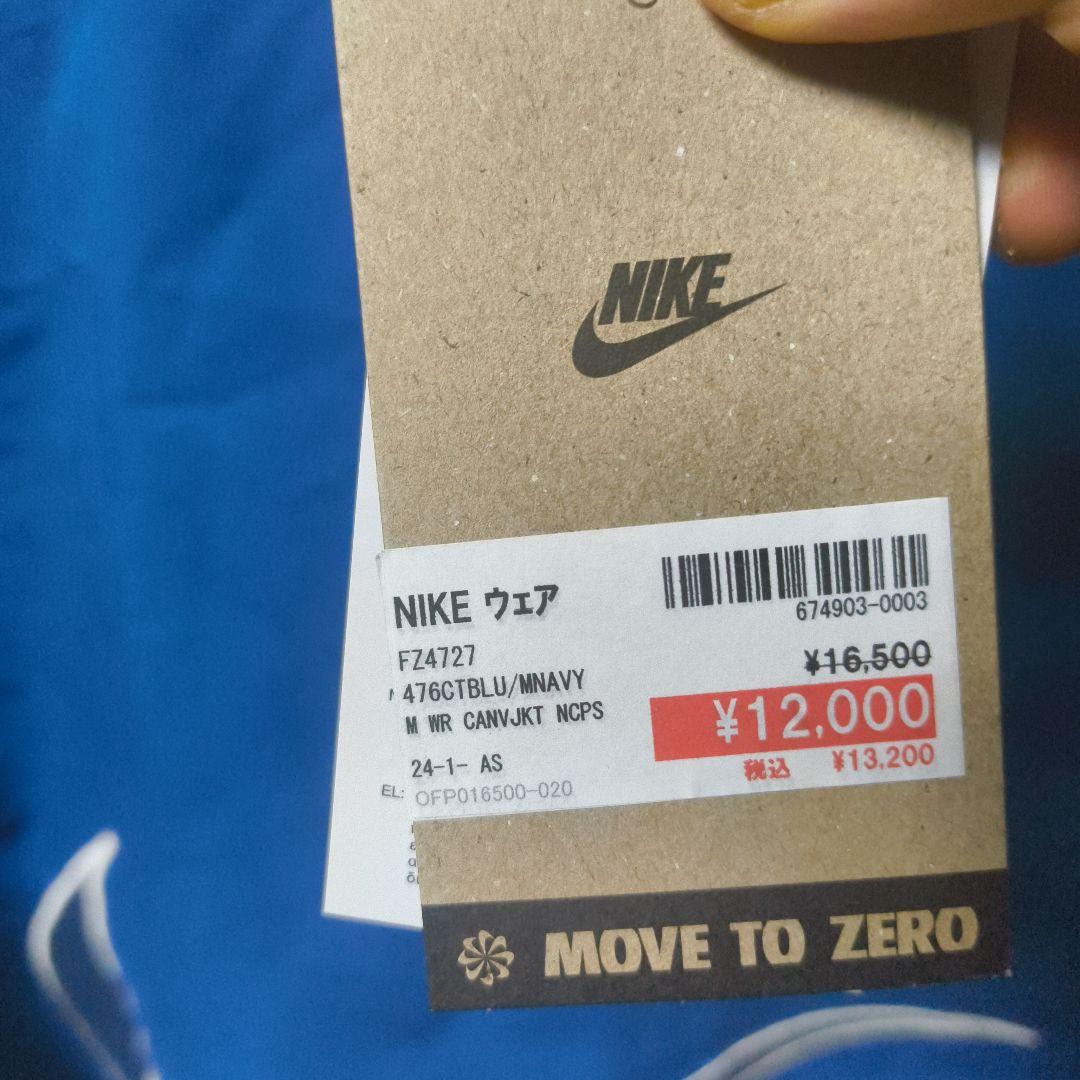 NIKE
NIKE ウェア
674903-0003
FZ4727
¥16,500
476CTBLU/MNAVY
¥12,000
M WR CANVJKT NCPS
税込 ¥13,200
24-1- AS
EL:
OFP016500-020
MOVE TO ZERO